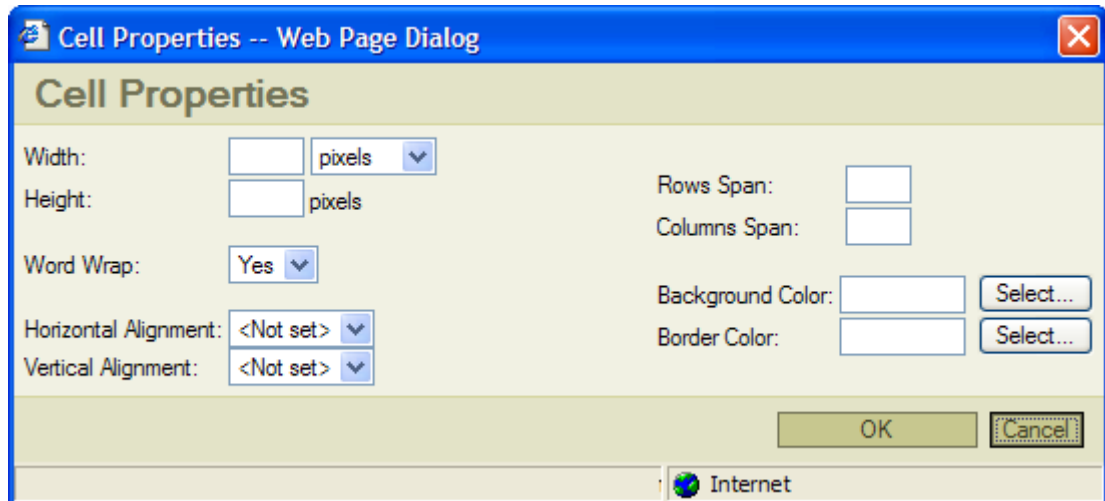 Cell Properties -- Web Page Dialog
Cell Properties
Width: pixels
Height: pixels
Word Wrap: Yes
Horizontal Alignment: <Not set>
Vertical Alignment: <Not set>
Rows Span:
Columns Span:
Background Color: Select...
Border Color: Select...
OK Cancel
Internet